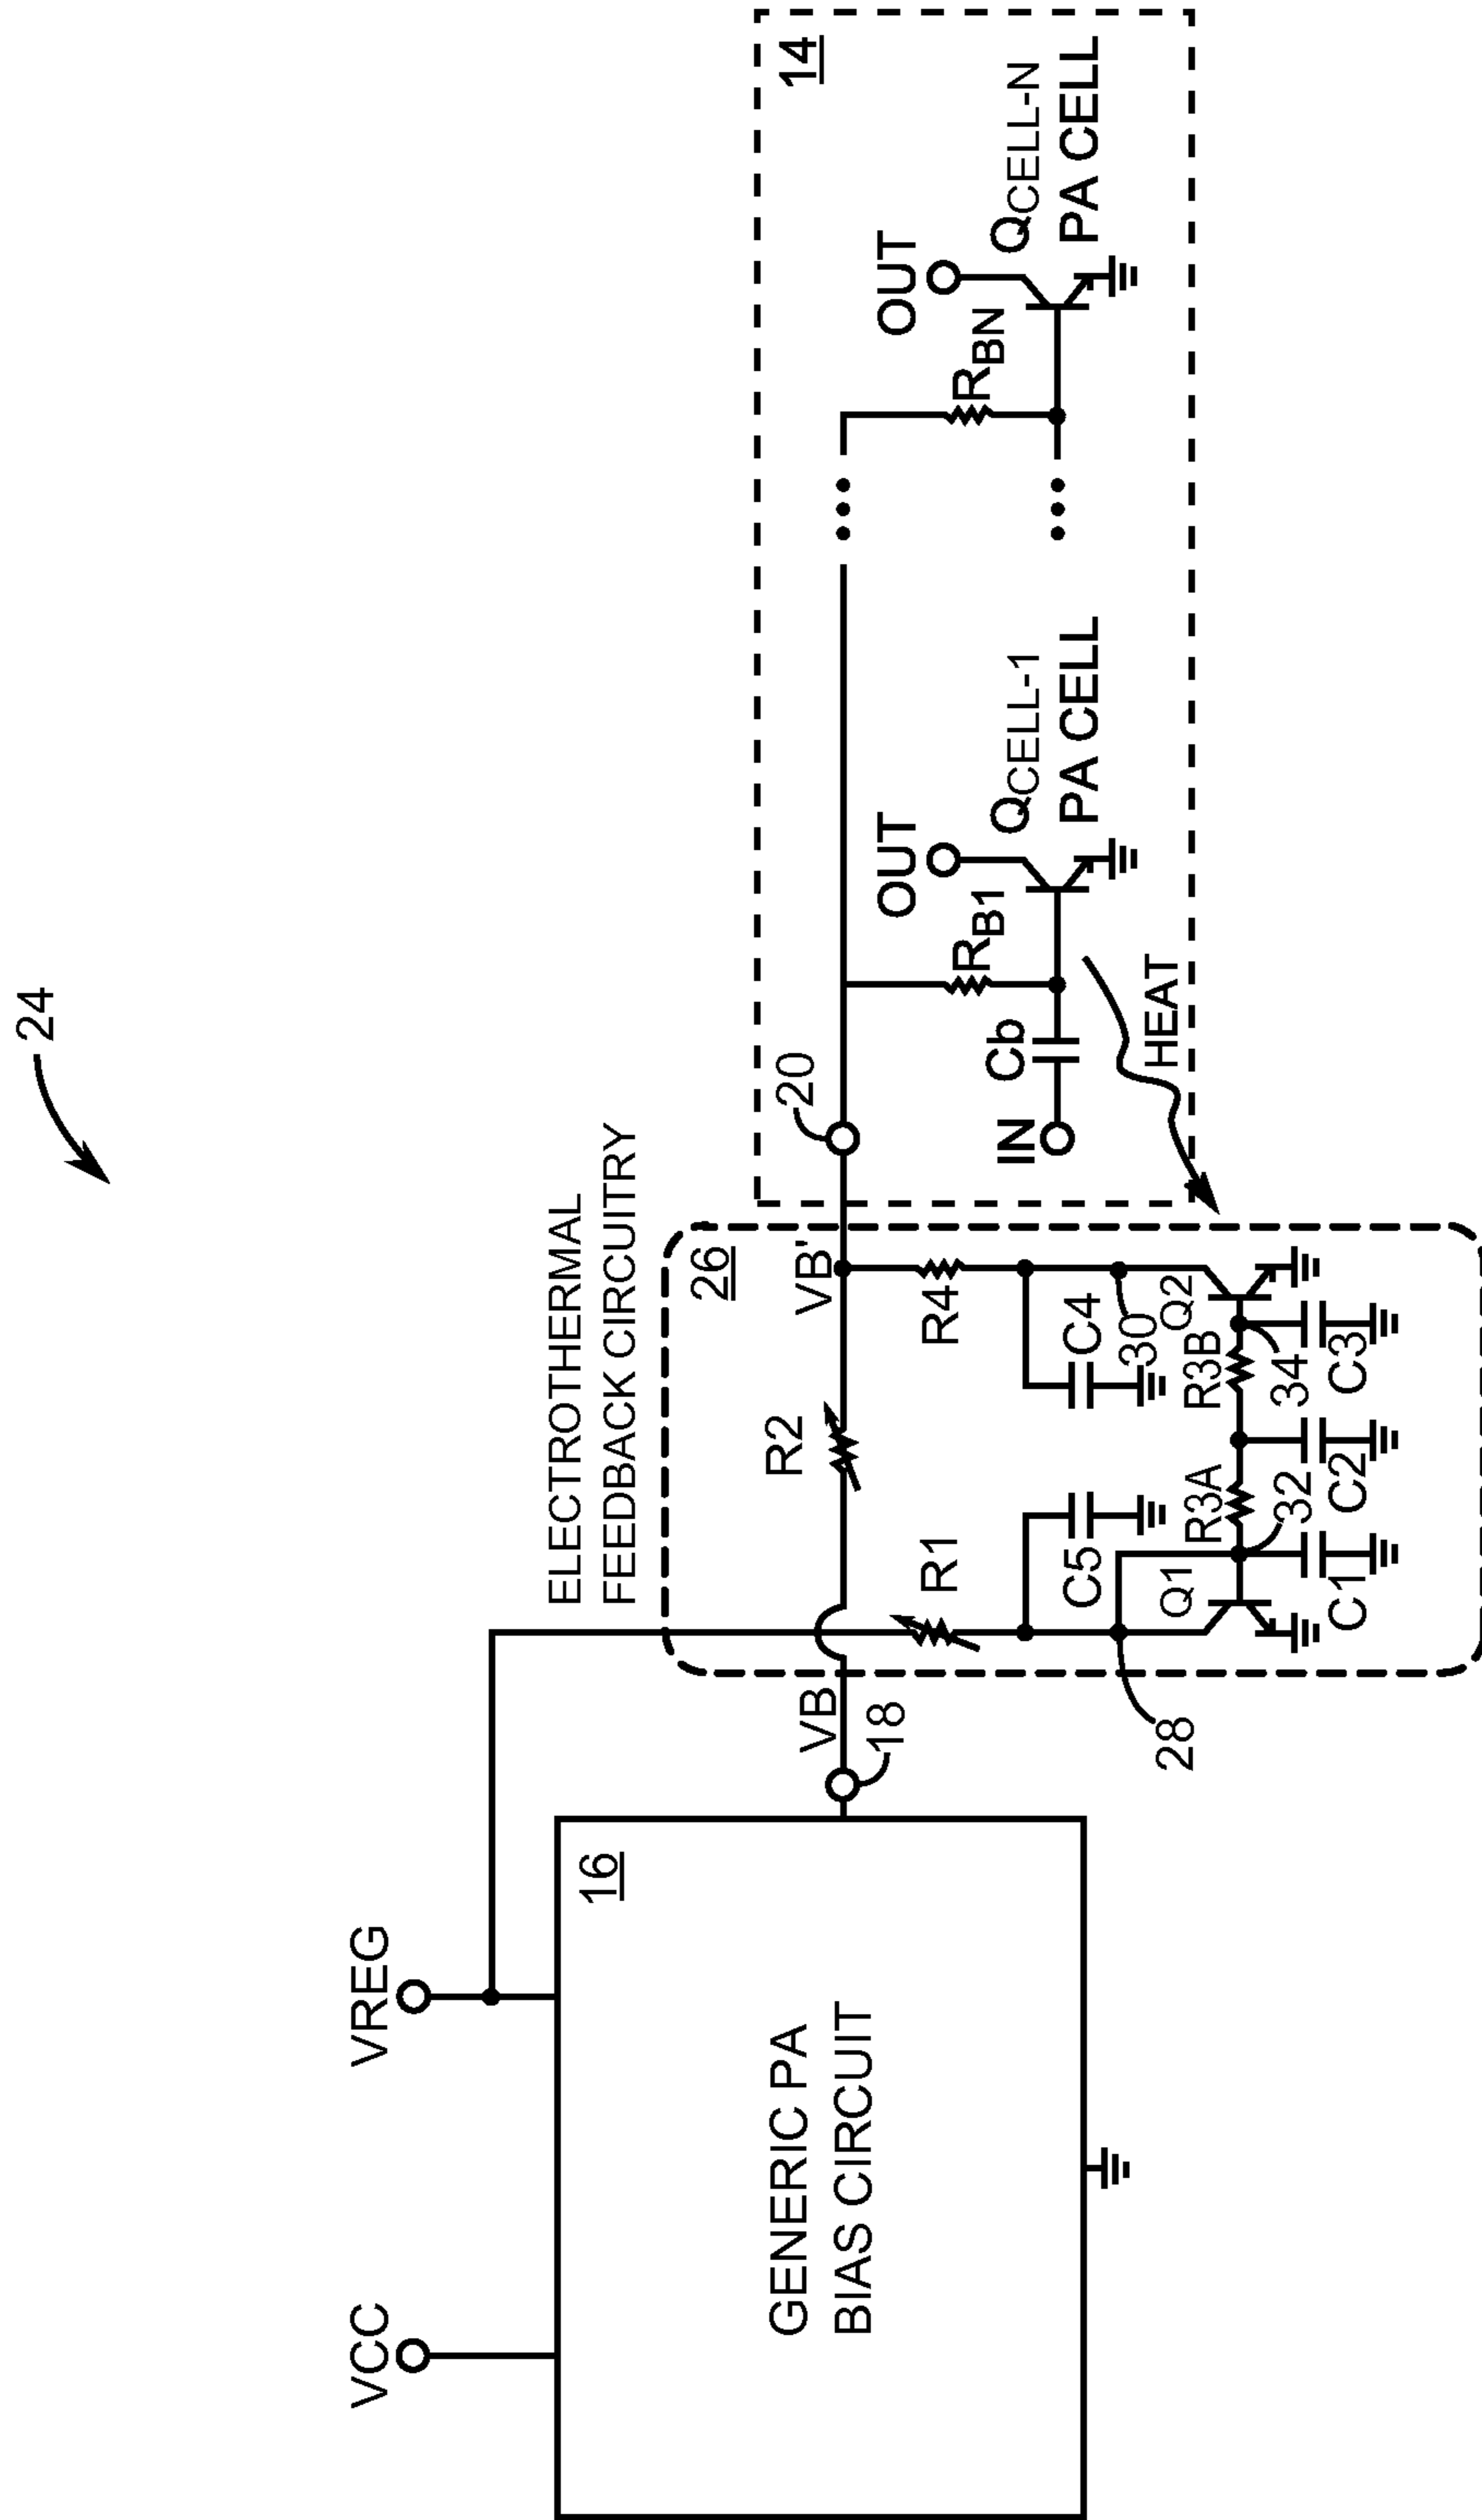 24
VCC
VREG
16
GENERIC PA
BIAS CIRCUIT
VB
18
ELECTROTHERMAL
FEEDBACK CIRCUITRY
26
R2
VB'
R1
R4
C5
C4
28
30
Q1
R3A
R3B
Q2
32
34
C1
C2
C3
20
14
OUT
OUT
RB1
RBN
IN
Cb
QCELL-1
PA CELL
QCELL-N
PA CELL
HEAT